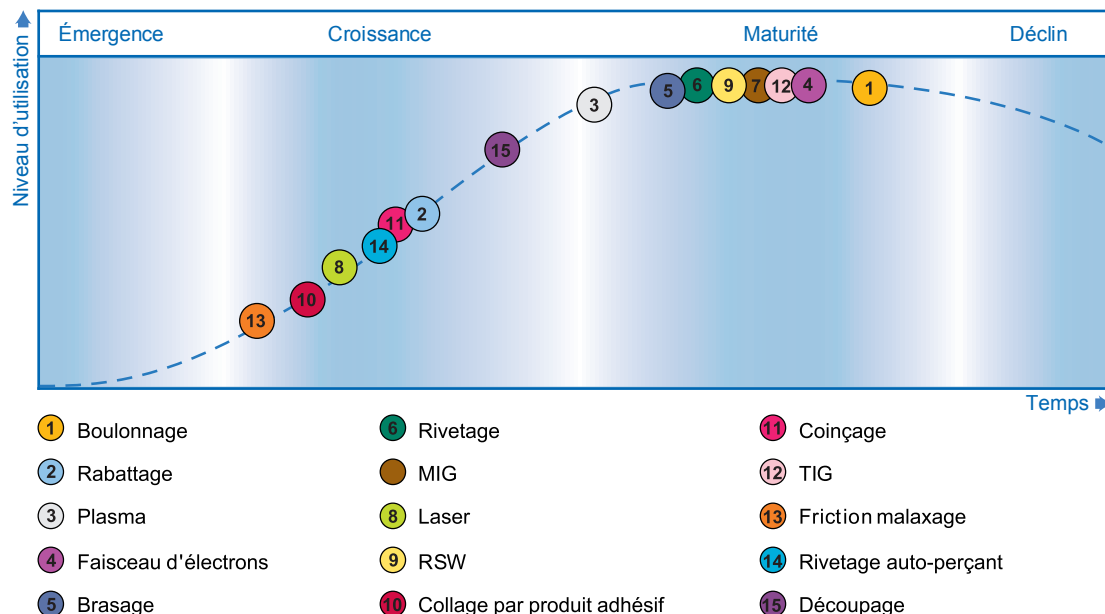 Émergence Croissance Maturité Déclin
Niveau d'utilisation
1
5 6 9 7 12 4
3
15
2
11
14
8
10
13
Temps
1 Boulonnage 6 Rivetage 11 Coinçage
2 Rabattage MIG 12 TIG
3 Plasma 8 Laser 13 Friction malaxage
4 Faisceau d'électrons 9 RSW 14 Rivetage auto-perçant
5 Brasage 10 Collage par produit adhésif 15 Découpage